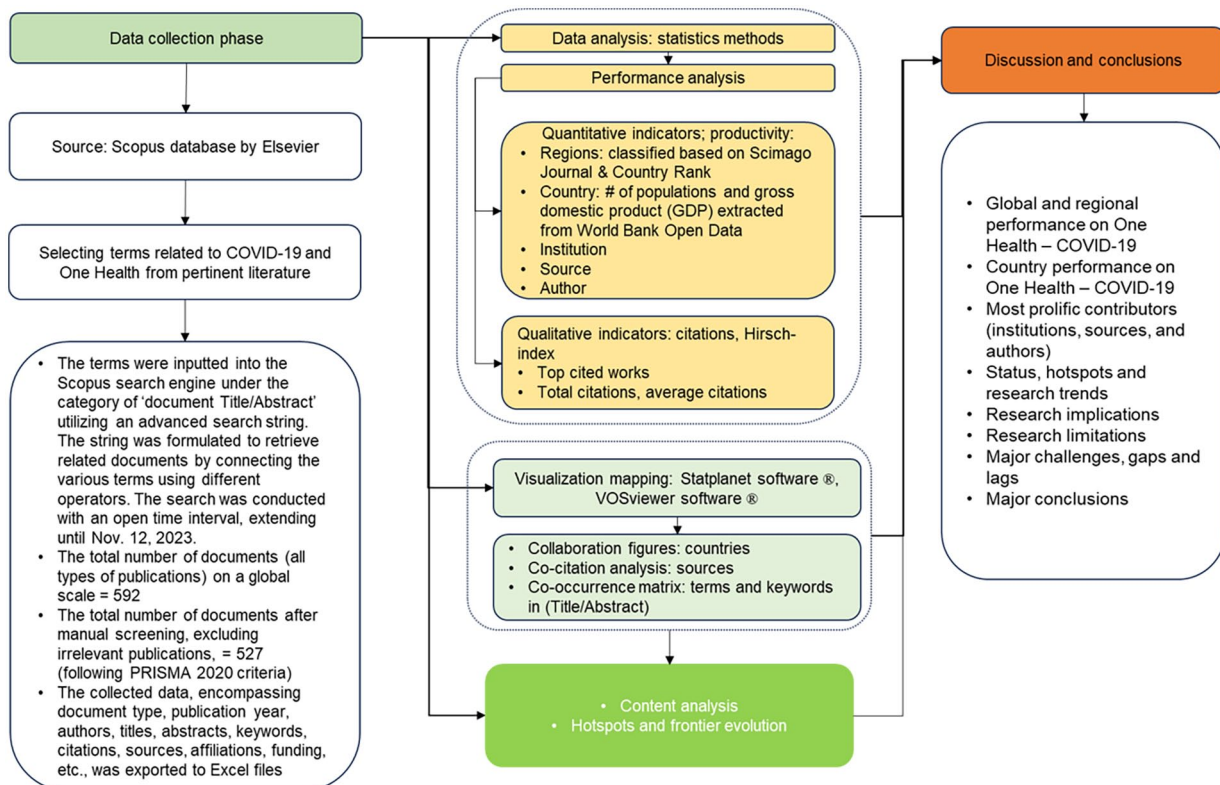 Data collection phase
Source: Scopus database by Elsevier
Selecting terms related to COVID-19 and
One Health from pertinent literature
• The terms were inputted into the
Scopus search engine under the
category of ‘document Title/Abstract’
utilizing an advanced search string.
The string was formulated to retrieve
related documents by connecting the
various terms using different
operators. The search was conducted
with an open time interval, extending
until Nov. 12, 2023.
• The total number of documents (all
types of publications) on a global
scale = 592
• The total number of documents after
manual screening, excluding
irrelevant publications, = 527
(following PRISMA 2020 criteria)
• The collected data, encompassing
document type, publication year,
authors, titles, abstracts, keywords,
citations, sources, affiliations, funding,
etc., was exported to Excel files
Data analysis: statistics methods
Performance analysis
Quantitative indicators; productivity:
• Regions: classified based on Scimago
Journal & Country Rank
• Country: # of populations and gross
domestic product (GDP) extracted
from World Bank Open Data
• Institution
• Source
• Author
Qualitative indicators: citations, Hirsch-
index
• Top cited works
• Total citations, average citations
Visualization mapping: Statplanet software ®,
VOSviewer software ®
• Collaboration figures: countries
• Co-citation analysis: sources
• Co-occurrence matrix: terms and keywords
in (Title/Abstract)
• Content analysis
• Hotspots and frontier evolution
Discussion and conclusions
• Global and regional
performance on One
Health – COVID-19
• Country performance on
One Health – COVID-19
• Most prolific contributors
(institutions, sources, and
authors)
• Status, hotspots and
research trends
• Research implications
• Research limitations
• Major challenges, gaps and
lags
• Major conclusions